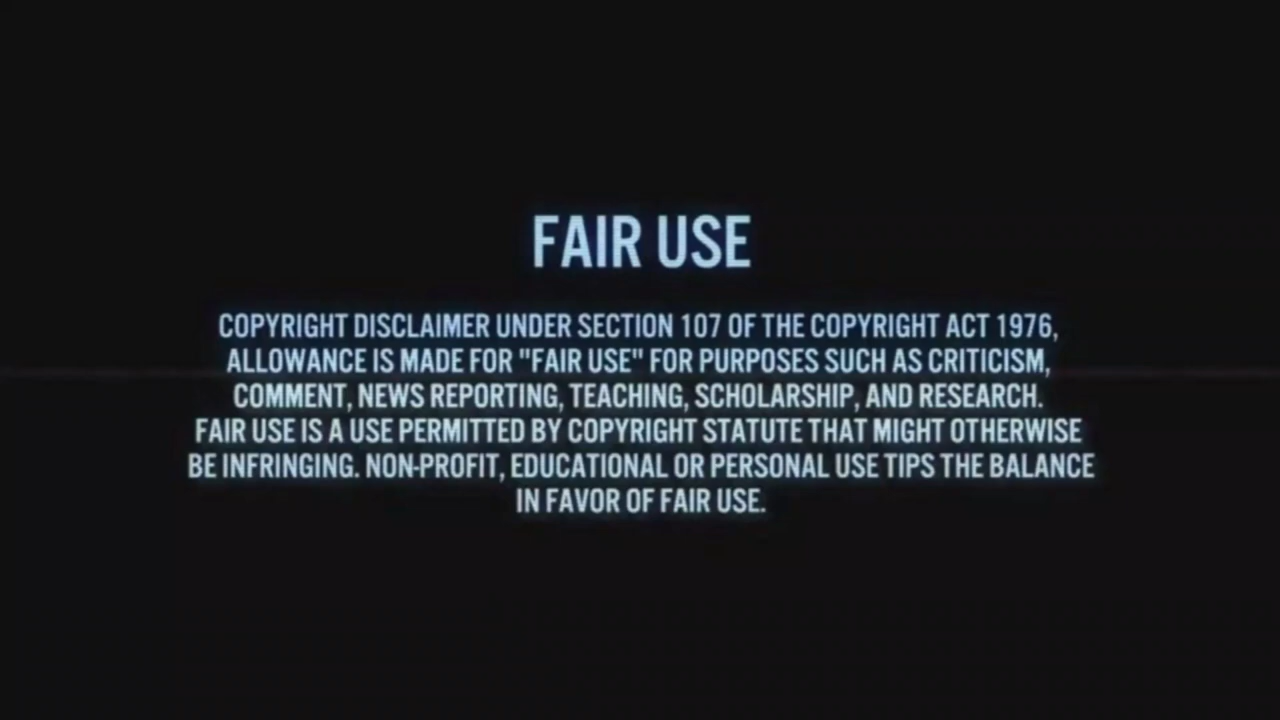 FAIR USE
COPYRIGHT DISCLAIMER UNDER SECTION 107 OF THE COPYRIGHT ACT 1976,
ALLOWANCE IS MADE FOR "FAIR USE" FOR PURPOSES SUCH AS CRITICISM,
COMMENT, NEWS REPORTING, TEACHING, SCHOLARSHIP, AND RESEARCH.
FAIR USE IS A USE PERMITTED BY COPYRIGHT STATUTE THAT MIGHT OTHERWISE
BE INFRINGING. NON-PROFIT, EDUCATIONAL OR PERSONAL USE TIPS THE BALANCE
IN FAVOR OF FAIR USE.